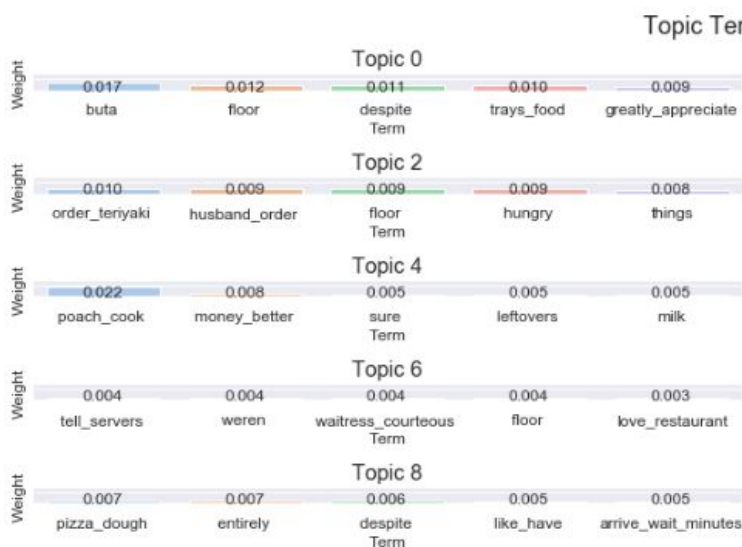 Topic Ter
Topic 0
Weight
0.017 0.012 0.011 0.010 0.009
buta floor despite trays_food greatly_appreciate
Term
Topic 2
Weight
0.010 0.009 0.009 0.009 0.008
order_teriyaki husband_order floor hungry things
Term
Topic 4
Weight
0.022 0.008 0.005 0.005 0.005
poach_cook money_better sure leftovers milk
Term
Topic 6
Weight
0.004 0.004 0.004 0.004 0.003
tell_servers weren waitress_courteous floor love_restaurant
Term
Topic 8
Weight
0.007 0.007 0.006 0.005 0.005
pizza_dough entirely despite like_have arrive_wait_minutes
Term